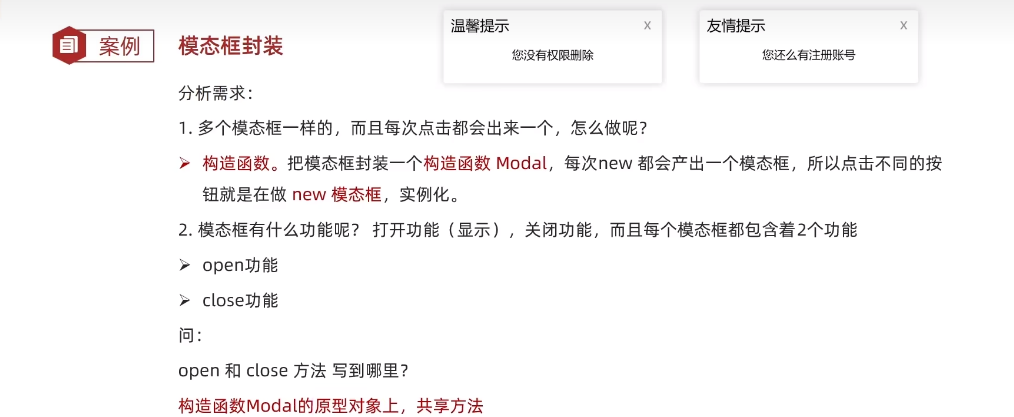 案例
模态框封装
温馨提示
x
您没有权限删除
友情提示
x
您还么有注册账号
分析需求：
1. 多个模态框一样的，而且每次点击都会出来一个，怎么做呢？
➢ 构造函数。把模态框封装一个构造函数 Modal，每次new 都会产出一个模态框，所以点击不同的按
钮就是在做 new 模态框，实例化。
2. 模态框有什么功能呢？ 打开功能（显示），关闭功能，而且每个模态框都包含着2个功能
➢ open功能
➢ close功能
问：
open 和 close 方法 写到哪里？
构造函数Modal的原型对象上，共享方法